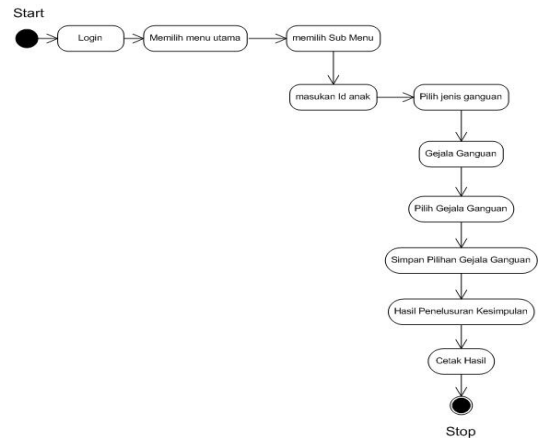 Start
Login
Memilih menu utama
memilih Sub Menu
masukan Id anak
Pilih jenis ganguan
Gejala Ganguan
Pilih Gejala Ganguan
Simpan Pilihan Gejala Ganguan
Hasil Penelusuran Kesimpulan
Cetak Hasil
Stop